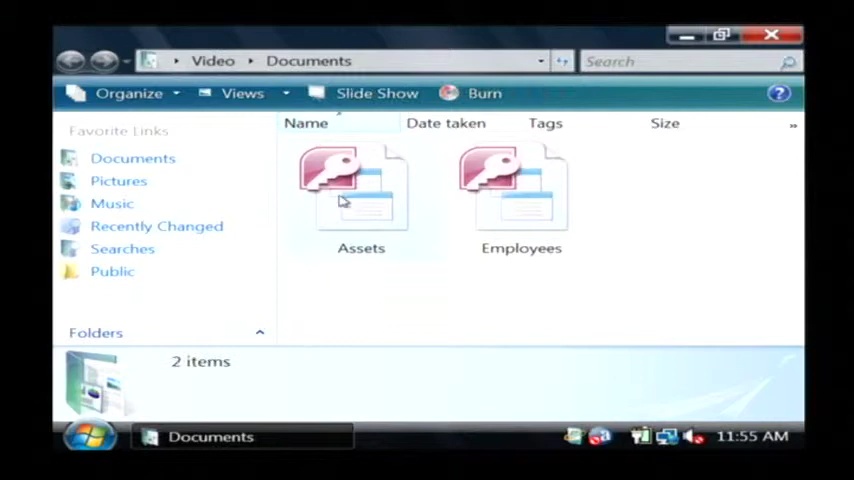 Video Documents
Search
Organize Views Slide Show Burn
Name Date taken Tags Size »
Favorite Links
Documents
Pictures
Music
Recently Changed
Searches
Public
Folders
Assets Employees
2 items
Documents 11:55 AM